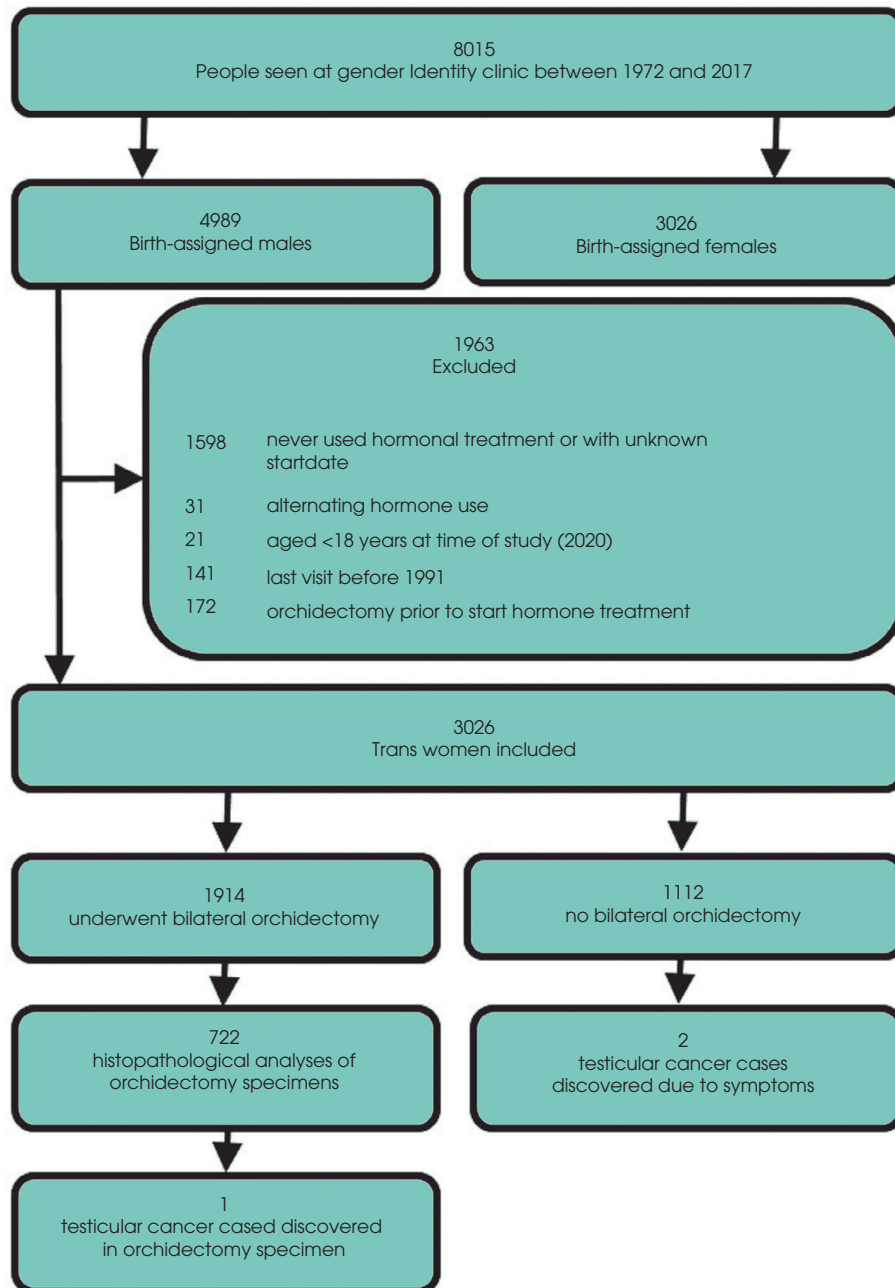 8015
People seen at gender Identity clinic between 1972 and 2017
4989
Birth-assigned males
3026
Birth-assigned females
1963
Excluded
1598 never used hormonal treatment or with unknown
startdate
31 alternating hormone use
21 aged <18 years at time of study (2020)
141 last visit before 1991
172 orchidectomy prior to start hormone treatment
3026
Trans women included
1914
underwent bilateral orchidectomy
1112
no bilateral orchidectomy
722
histopathological analyses of
orchidectomy specimens
2
testicular cancer cases
discovered due to symptoms
1
testicular cancer cased discovered
in orchidectomy specimen